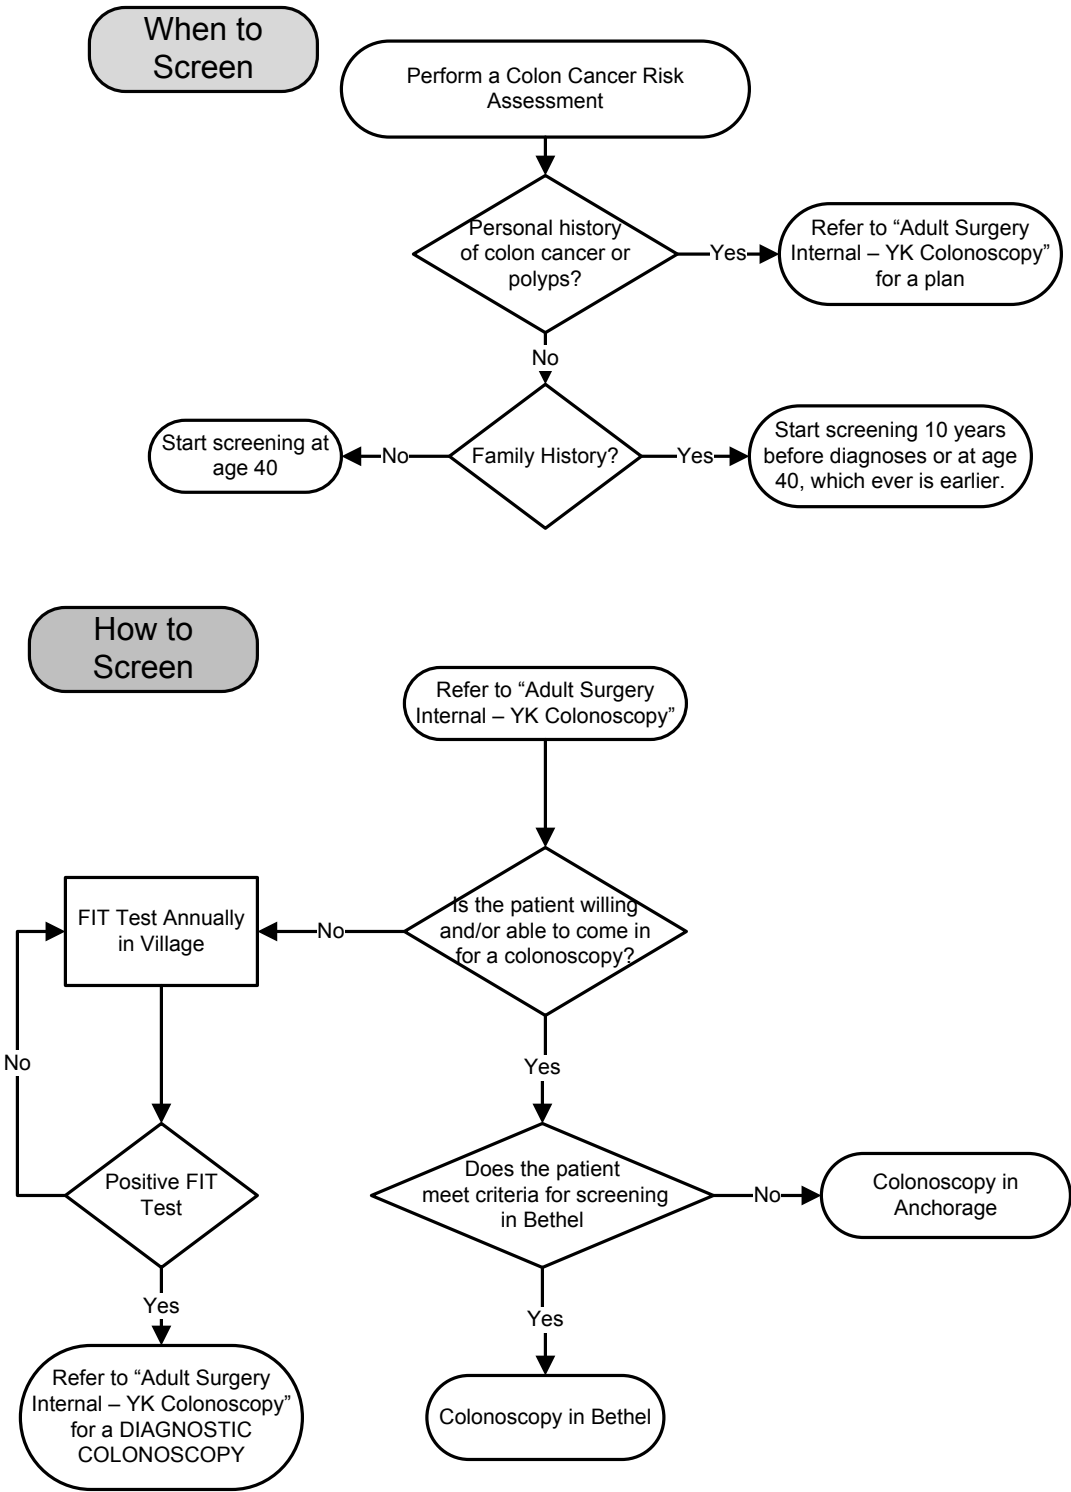 When to
Screen
Perform a Colon Cancer Risk
Assessment
Personal history
of colon cancer or
polyps?
Yes
Refer to “Adult Surgery
Internal – YK Colonoscopy”
for a plan
No
Start screening at
age 40
No
Family History?
Yes
Start screening 10 years
before diagnoses or at age
40, which ever is earlier.
How to
Screen
Refer to “Adult Surgery
Internal – YK Colonoscopy”
FIT Test Annually
in Village
No
Is the patient willing
and/or able to come in
for a colonoscopy?
No
Yes
Positive FIT
Test
Does the patient
meet criteria for screening
in Bethel
No
Colonoscopy in
Anchorage
Yes
Yes
Refer to “Adult Surgery
Internal – YK Colonoscopy”
for a DIAGNOSTIC
COLONOSCOPY
Colonoscopy in Bethel